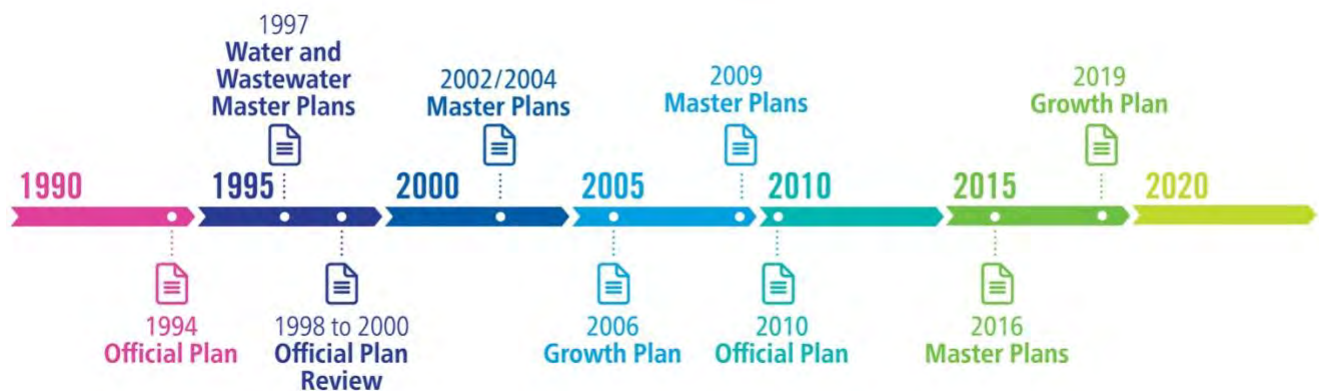 1997
Water and
Wastewater
Master Plans
2002/2004
Master Plans
2009
Master Plans
2019
Growth Plan
1990
1995
2000
2005
2010
2015
2020
1994
Official Plan
1998 to 2000
Official Plan
Review
2006
Growth Plan
2010
Official Plan
2016
Master Plans